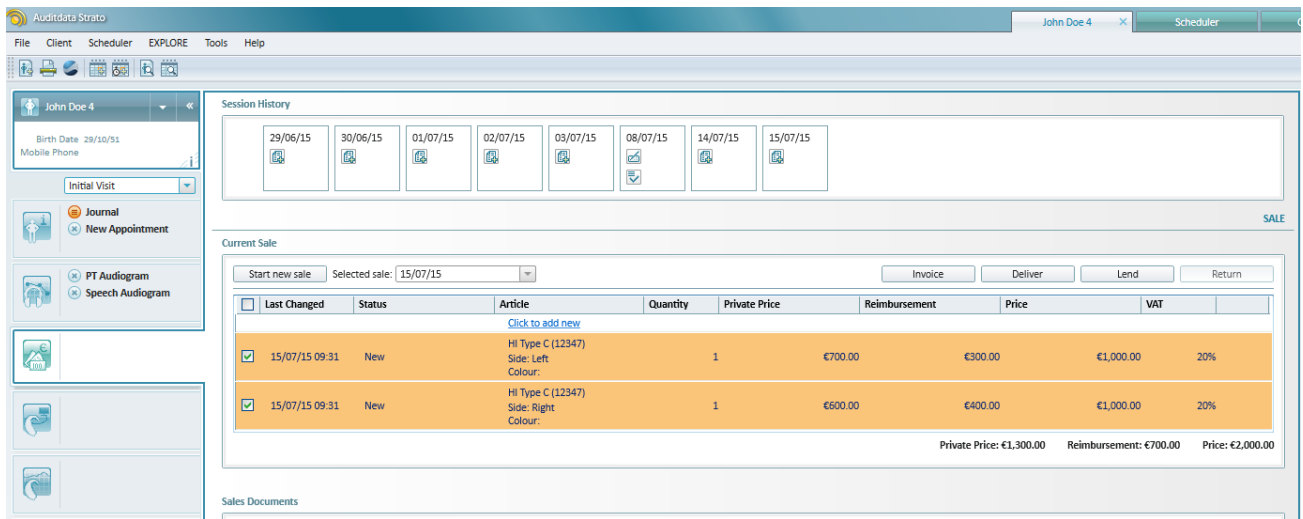 Auditdata Strato
John Doe 4 Scheduler
File Client Scheduler EXPLORE Tools Help
John Doe 4
Birth Date 29/10/51
Mobile Phone
Initial Visit
Journal
New Appointment
PT Audiogram
Speech Audiogram
Session History
29/06/15 30/06/15 01/07/15 02/07/15 03/07/15 08/07/15 14/07/15 15/07/15
SALE
Current Sale
Start new sale Selected sale: 15/07/15 Invoice Deliver Lend Return
Last Changed Status Article Quantity Private Price Reimbursement Price VAT
Click to add new
HI Type C (12347)
15/07/15 09:31 New Side: Left 1 €700.00 €300.00 €1,000.00 20%
Colour:
HI Type C (12347)
15/07/15 09:31 New Side: Right 1 €600.00 €400.00 €1,000.00 20%
Colour:
Private Price: €1,300.00 Reimbursement: €700.00 Price: €2,000.00
Sales Documents